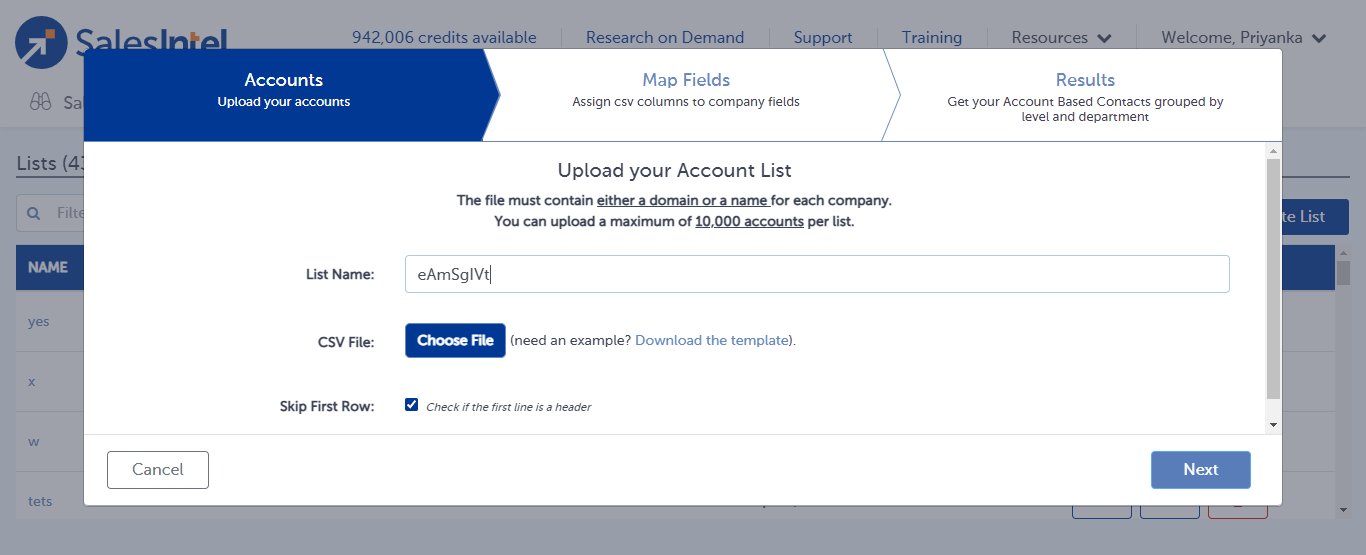 SalesIntel
942,006 credits available
Research on Demand
Support
Training
Resources
Welcome, Priyanka
Accounts
Upload your accounts
Map Fields
Assign csv columns to company fields
Results
Get your Account Based Contacts grouped by
level and department
Sa
Lists (43
Filte
te List
NAME
yes
x
w
tets
Upload your Account List
The file must contain either a domain or a name for each company.
You can upload a maximum of 10,000 accounts per list.
List Name:
eAmSgIVt
CSV File:
Choose File
(need an example? Download the template).
Skip First Row:
Check if the first line is a header
Cancel
Next